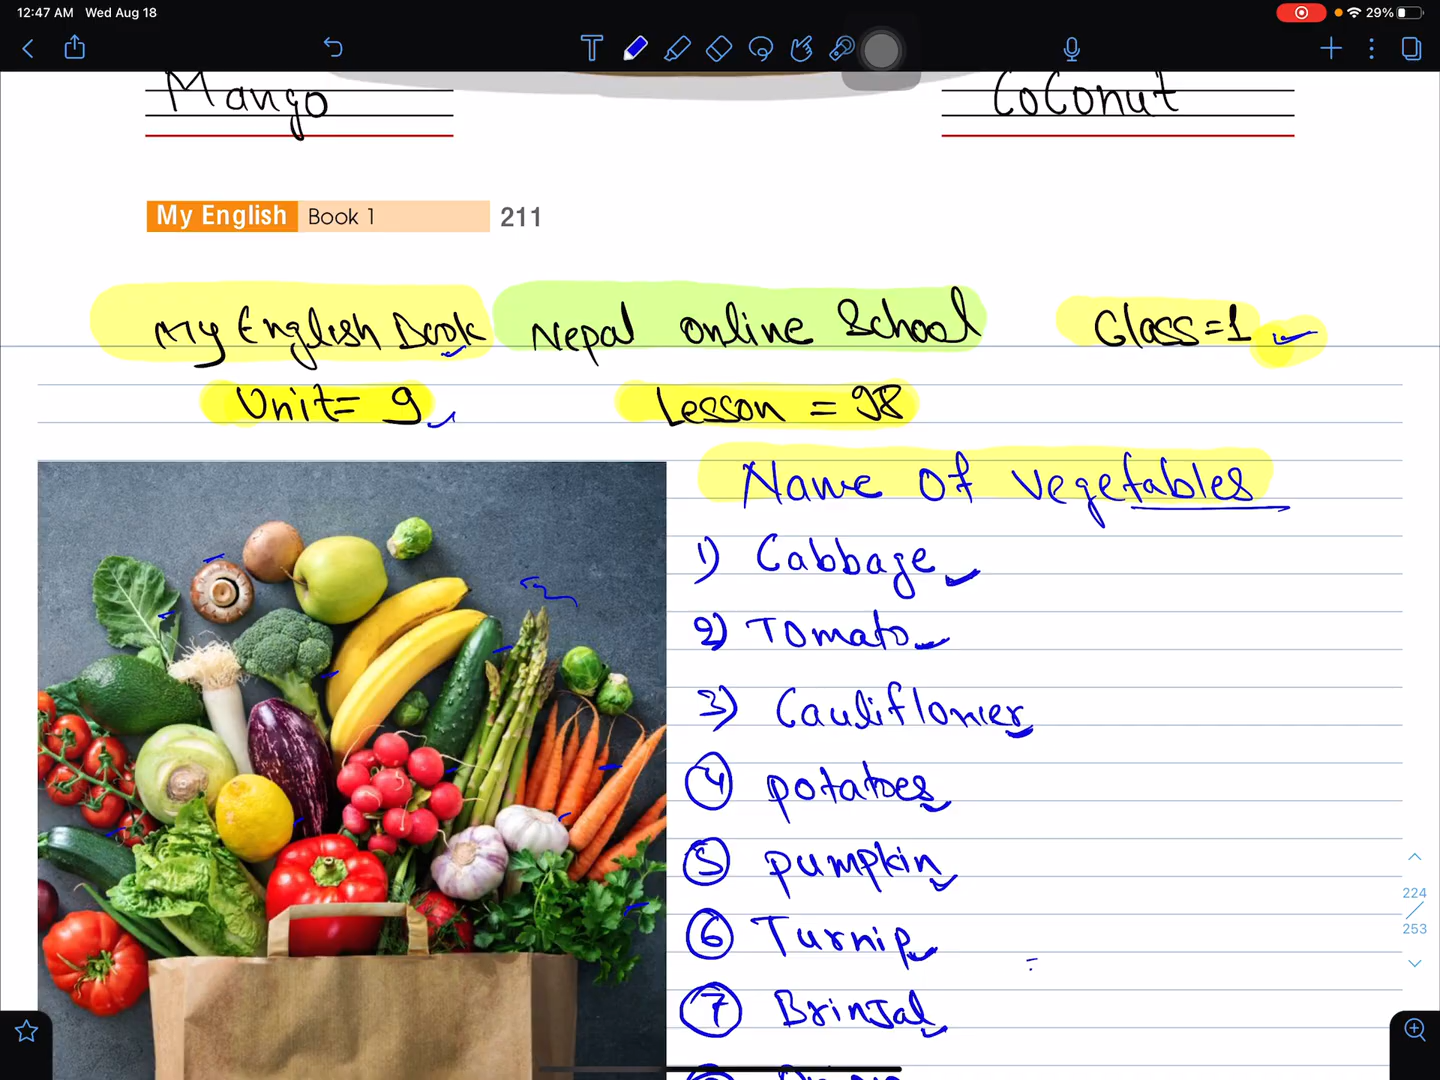 12:47 AM Wed Aug 18 29%
Mango CoConut
My English Book 1 211
My English Book Nepal online School Class=1
Unit= 9 Lesson = 98
Name Of vegetables
1) Cabbage
2) Tomato
3) Cauliflower
4 potatoes
5 pumpkin
6 Turnip
7 BrinJal
224
253